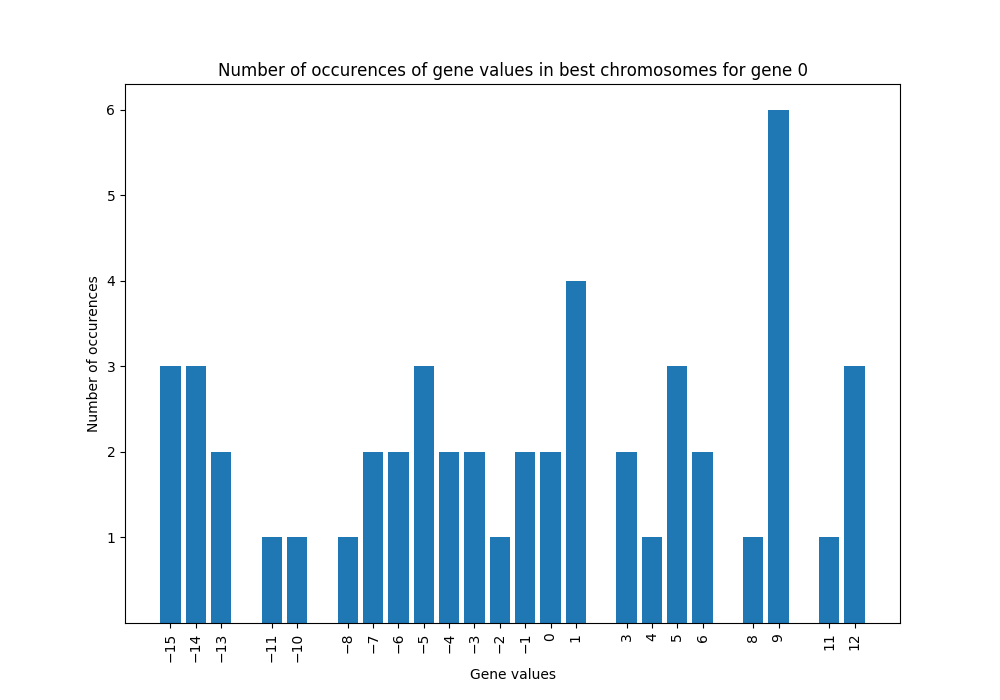 Number of occurences of gene values in best chromosomes for gene 0
6
5
4
3
2
1
Number of occurences
−15 −14 −13 −11 −10 −8 −7 −6 −5 −4 −3 −2 −1 0 1 3 4 5 6 8 9 11 12
Gene values